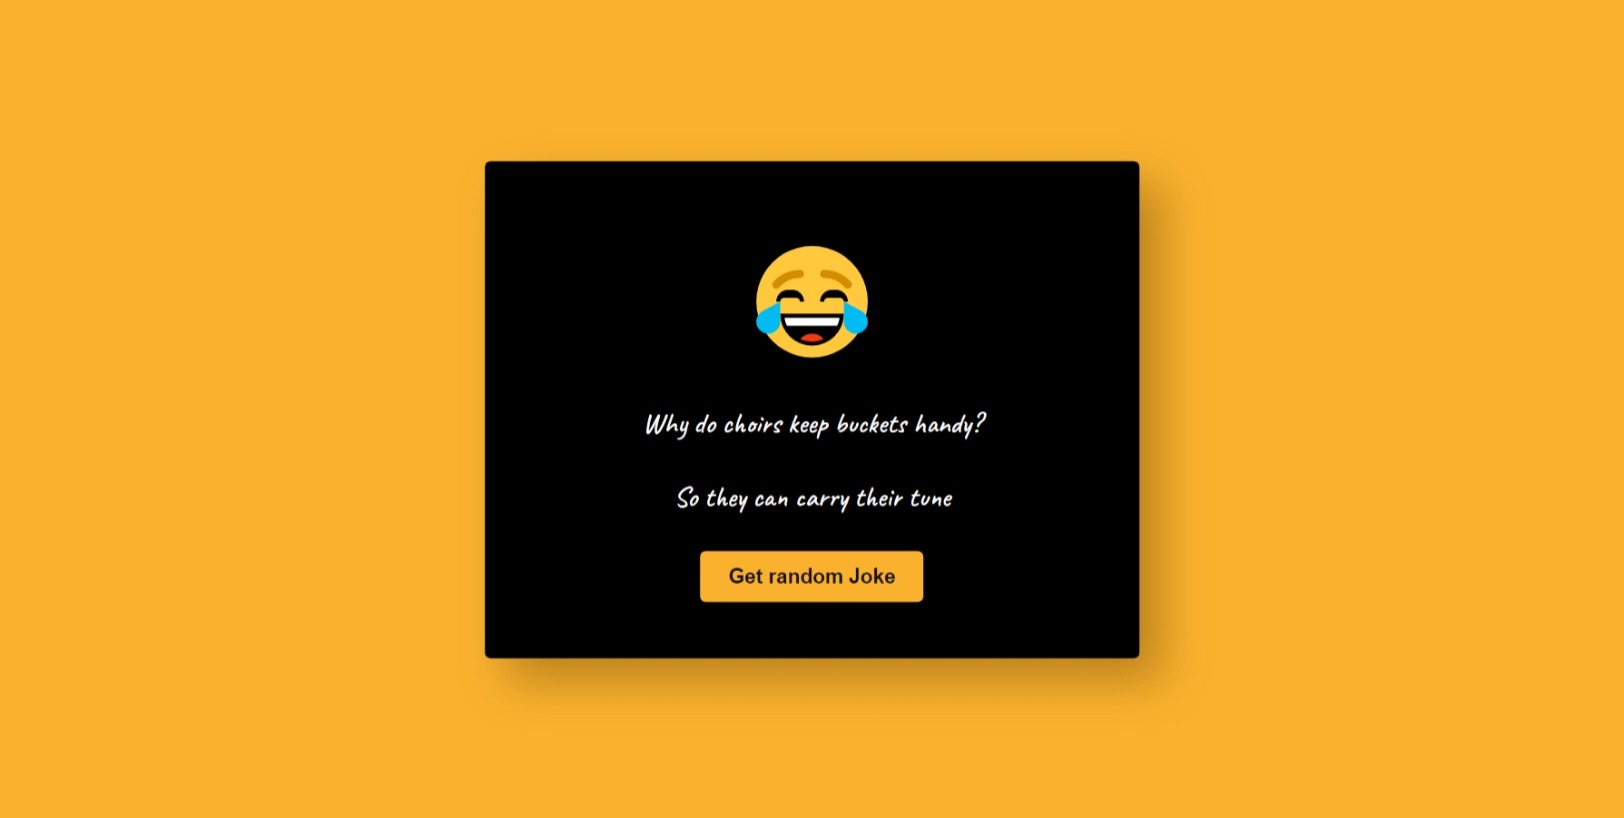 Why do choirs keep buckets handy?
So they can carry their tune
Get random Joke